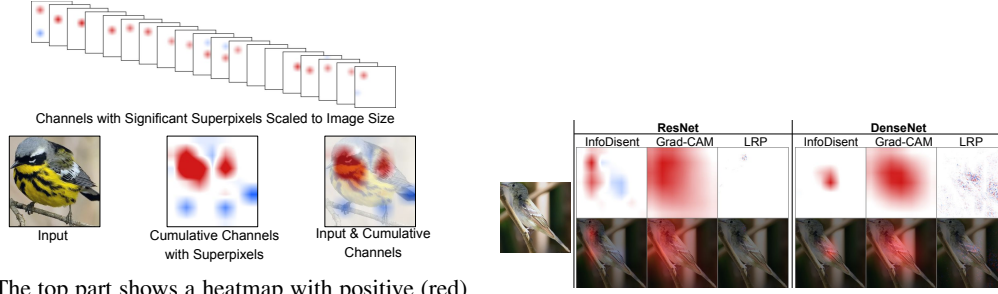 Channels with Significant Superpixels Scaled to Image Size
Input
Cumulative Channels
with Superpixels
Input & Cumulative
Channels
The top part shows a heatmap with positive (red)
ResNet
DenseNet
InfoDisent Grad-CAM LRP
InfoDisent Grad-CAM LRP